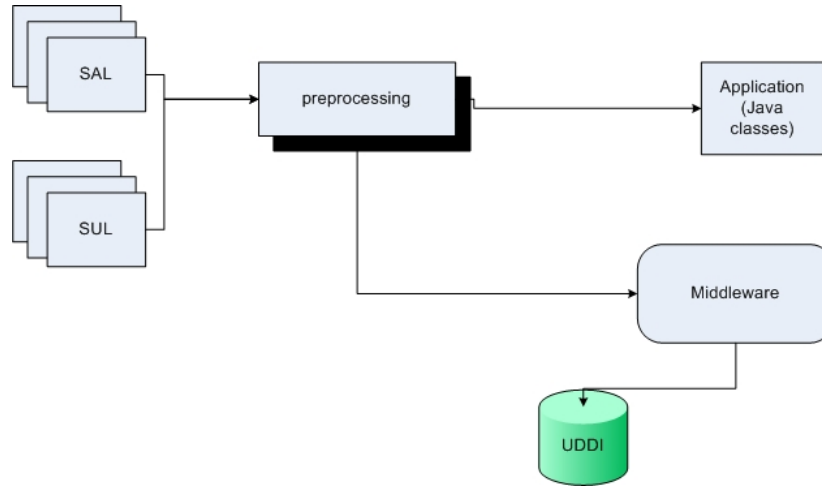 SAL
preprocessing
Application
(Java
classes)
SUL
Middleware
UDDI